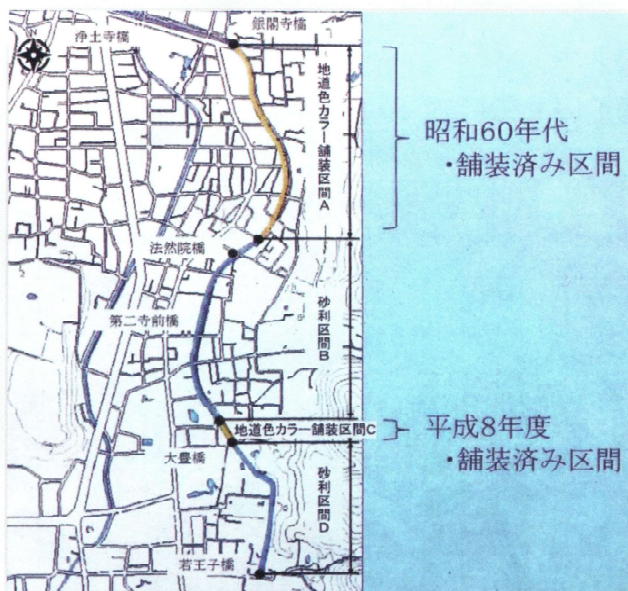 浄土寺橋
銀閣寺橋
地道色カラー舗装区間A
昭和60年代
・舗装済み区間
法然院橋
砂利区間B
第二寺前橋
地道色カラー舗装区間C
平成8年度
・舗装済み区間
大豊橋
砂利区間D
若王子橋